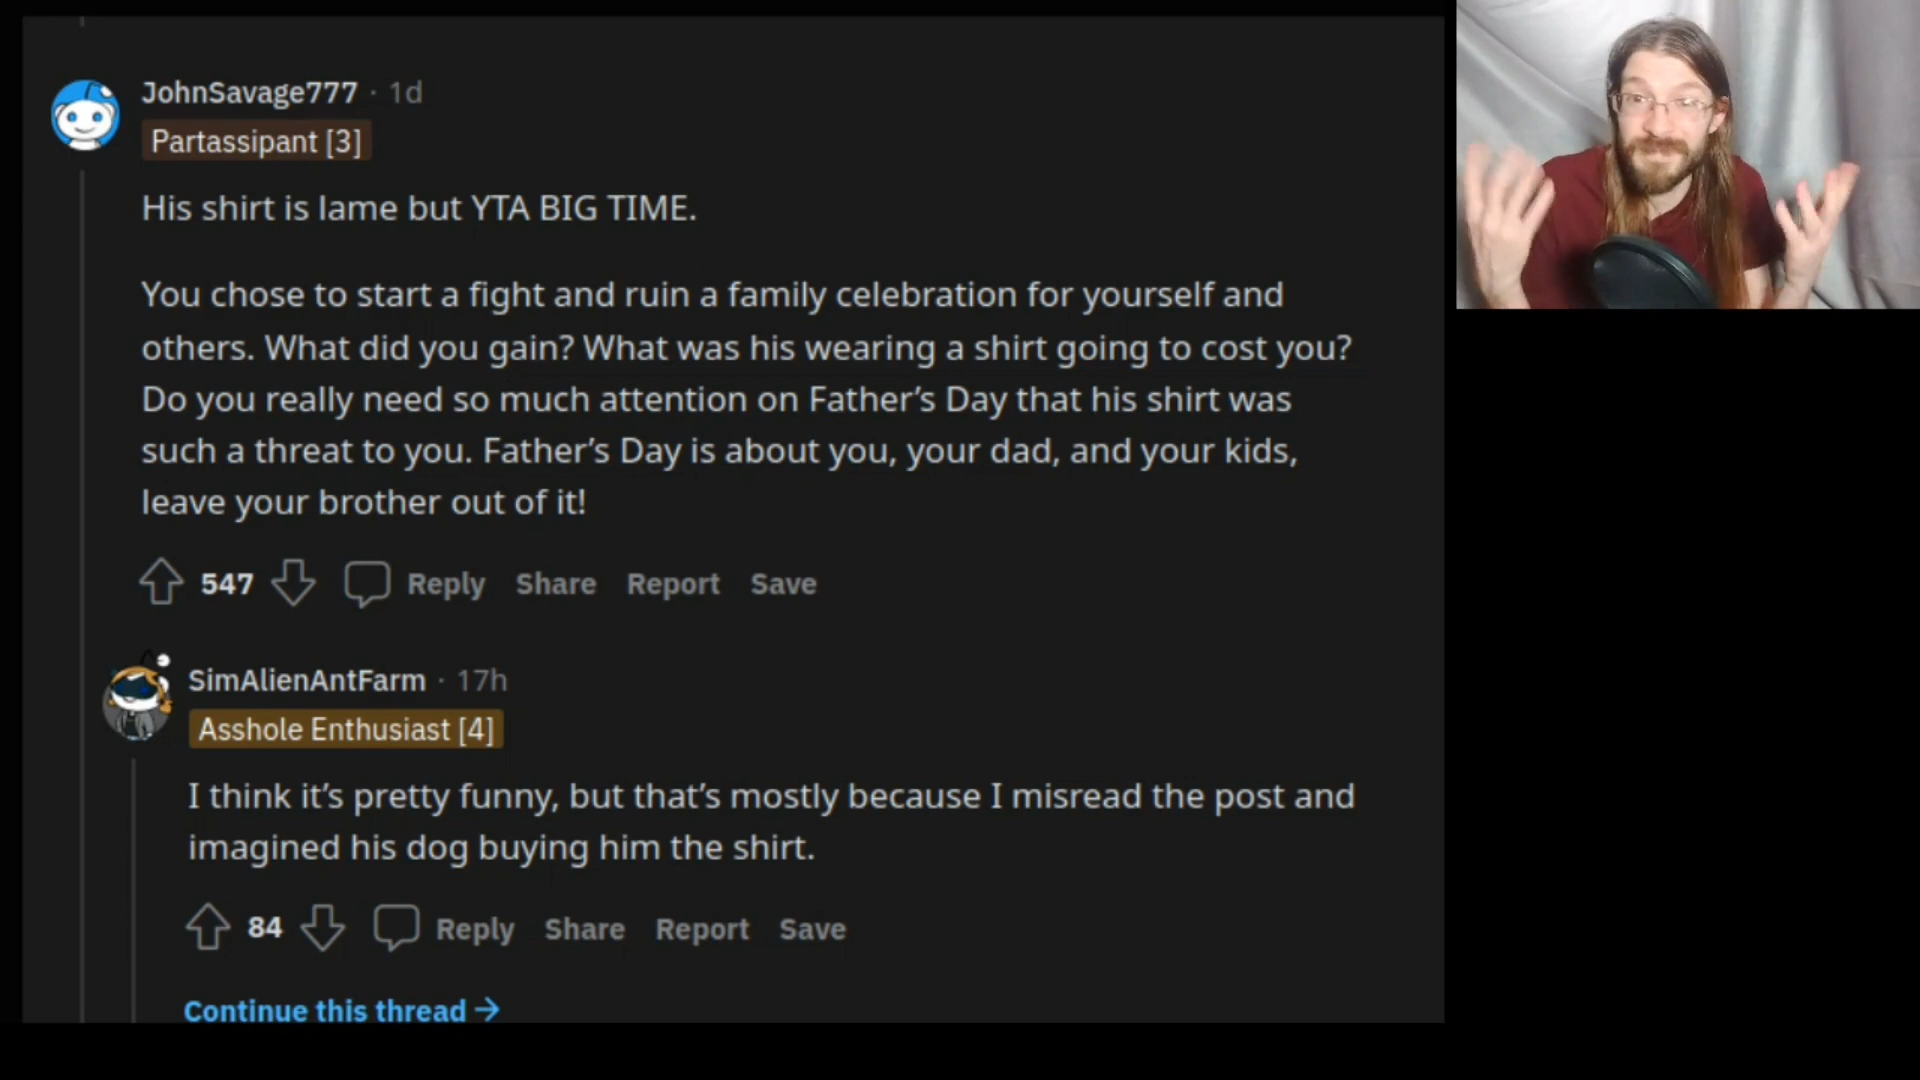 JohnSavage777 · 1d
Partassipant [3]
His shirt is lame but YTA BIG TIME.
You chose to start a fight and ruin a family celebration for yourself and
others. What did you gain? What was his wearing a shirt going to cost you?
Do you really need so much attention on Father’s Day that his shirt was
such a threat to you. Father’s Day is about you, your dad, and your kids,
leave your brother out of it!
547 Reply Share Report Save
SimAlienAntFarm · 17h
Asshole Enthusiast [4]
I think it’s pretty funny, but that’s mostly because I misread the post and
imagined his dog buying him the shirt.
84 Reply Share Report Save
Continue this thread →